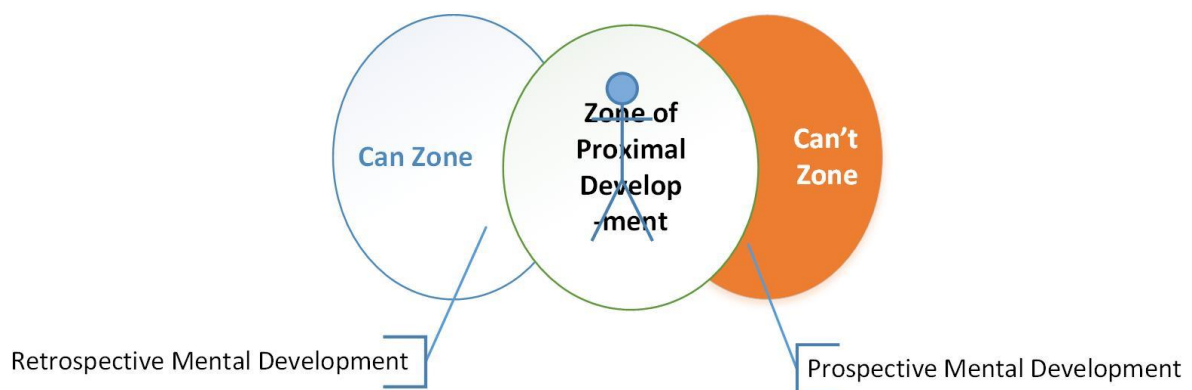 Can Zone
Zone of
Proximal
Develop
-ment
Can't
Zone
Retrospective Mental Development
Prospective Mental Development